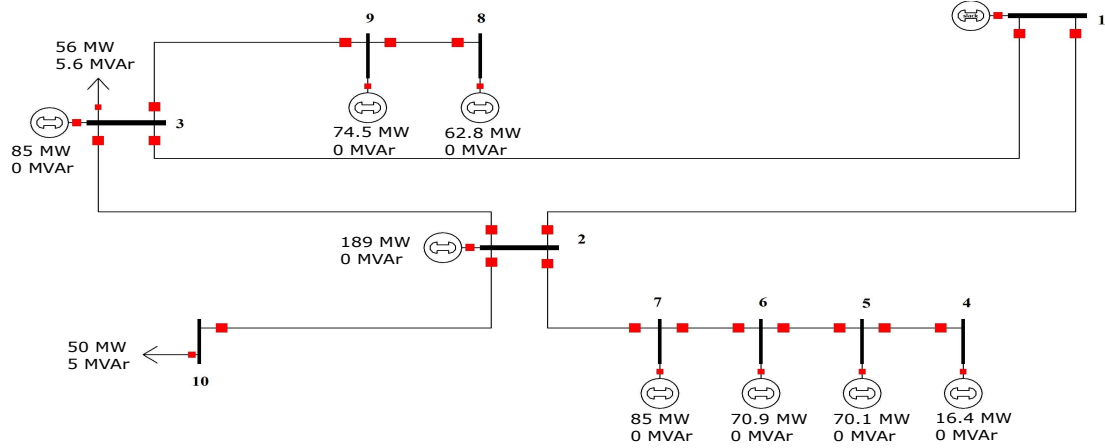 9
8
slack
1
56 MW
5.6 MVAr
3
85 MW
0 MVAr
74.5 MW
0 MVAr
62.8 MW
0 MVAr
189 MW
0 MVAr
2
7
6
5
4
50 MW
5 MVAr
10
85 MW
0 MVAr
70.9 MW
0 MVAr
70.1 MW
0 MVAr
16.4 MW
0 MVAr